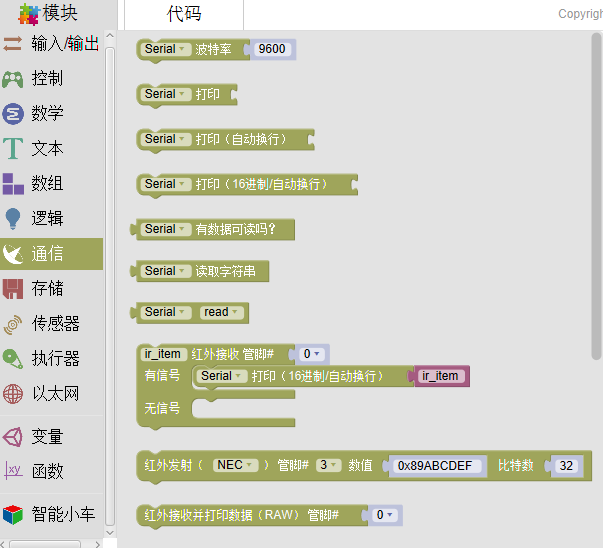 模块
代码
Copyrigh
输入/输出
控制
数学
文本
数组
逻辑
通信
存储
传感器
执行器
以太网
变量
函数
智能小车
Serial 波特率 9600
Serial 打印
Serial 打印（自动换行）
Serial 打印（16进制/自动换行）
Serial 有数据可读吗?
Serial 读取字符串
Serial read
ir_item 红外接收 管脚# 0
有信号 Serial 打印（16进制/自动换行） ir_item
无信号
红外发射（ NEC ） 管脚# 3 数值 0x89ABCDEF 比特数 32
红外接收并打印数据（RAW） 管脚# 0